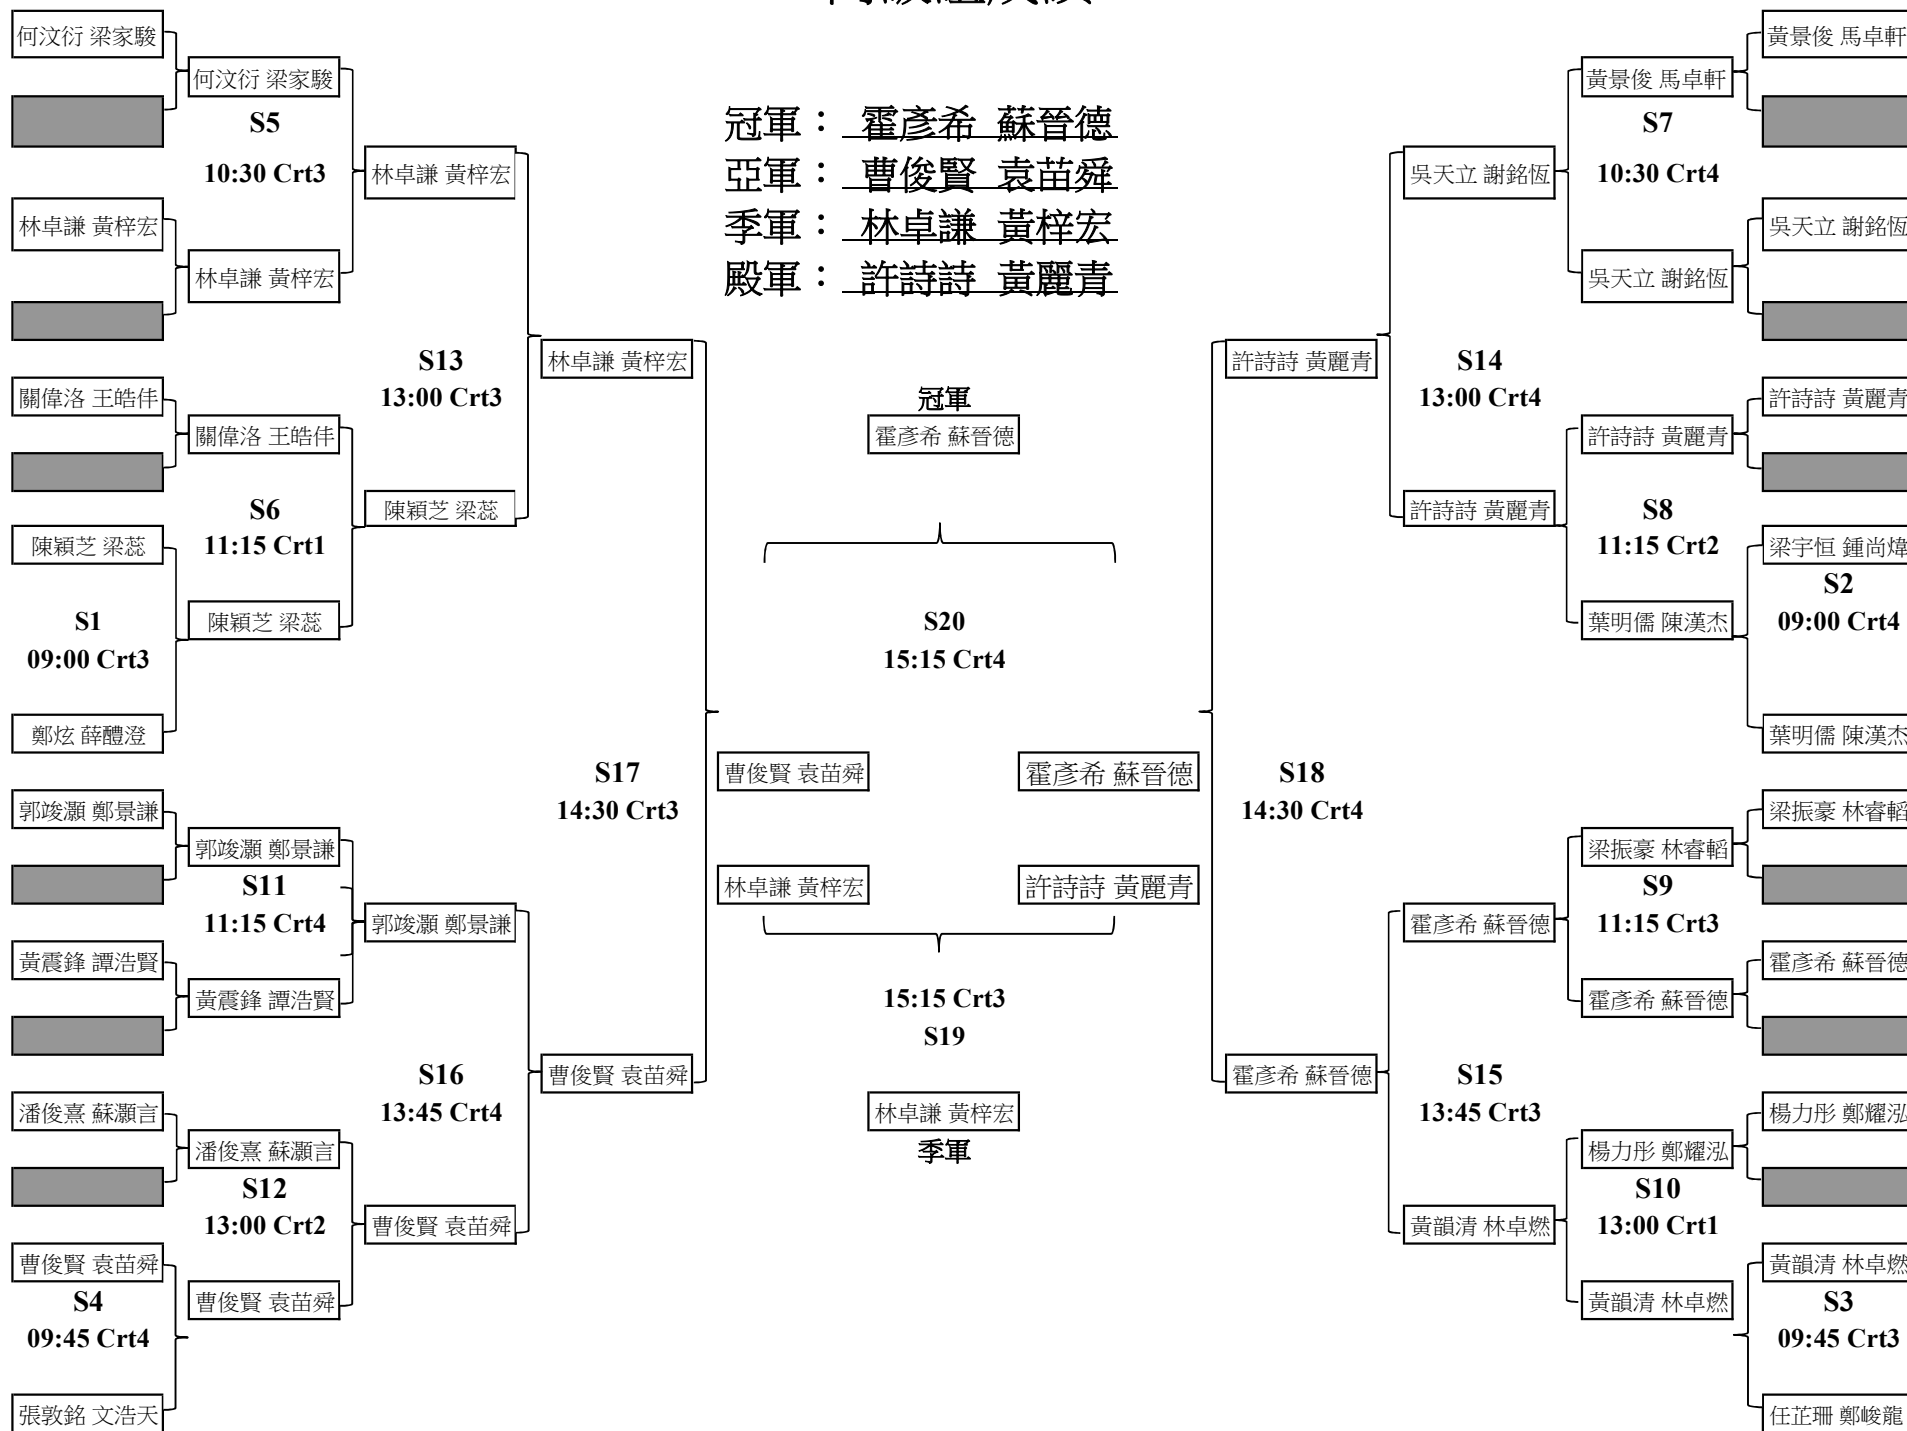 冠軍： 霍彥希 蘇晉德
亞軍： 曹俊賢 袁苗舜
季軍： 林卓謙 黃梓宏
殿軍： 許詩詩 黃麗青
何汶衍 梁家駿
林卓謙 黃梓宏
關偉洛 王皓佯
陳穎芝 梁蕊
S1
09:00 Crt3
鄭炫 薛醴澄
郭竣灝 鄭景謙
黃震鋒 譚浩賢
潘俊熹 蘇灝言
曹俊賢 袁苗舜
S4
09:45 Crt4
張敦銘 文浩天
何汶衍 梁家駿
S5
10:30 Crt3
林卓謙 黃梓宏
關偉洛 王皓佯
S6
11:15 Crt1
陳穎芝 梁蕊
郭竣灝 鄭景謙
S11
11:15 Crt4
黃震鋒 譚浩賢
潘俊熹 蘇灝言
S12
13:00 Crt2
曹俊賢 袁苗舜
林卓謙 黃梓宏
S13
13:00 Crt3
陳穎芝 梁蕊
郭竣灝 鄭景謙
S16
13:45 Crt4
曹俊賢 袁苗舜
林卓謙 黃梓宏
S17
14:30 Crt3
曹俊賢 袁苗舜
冠軍
霍彥希 蘇晉德
S20
15:15 Crt4
曹俊賢 袁苗舜
霍彥希 蘇晉德
林卓謙 黃梓宏
許詩詩 黃麗青
15:15 Crt3
S19
林卓謙 黃梓宏
季軍
許詩詩 黃麗青
S18
14:30 Crt4
霍彥希 蘇晉德
吳天立 謝銘恆
S14
13:00 Crt4
許詩詩 黃麗青
霍彥希 蘇晉德
S15
13:45 Crt3
黃韻清 林卓燃
黃景俊 馬卓軒
S7
10:30 Crt4
吳天立 謝銘恆
許詩詩 黃麗青
S8
11:15 Crt2
葉明儒 陳漢杰
梁振豪 林睿韜
S9
11:15 Crt3
霍彥希 蘇晉德
楊力彤 鄭耀泓
S10
13:00 Crt1
黃韻清 林卓燃
黃景俊 馬卓軒
吳天立 謝銘恆
許詩詩 黃麗青
梁宇恒 鍾尚煒
S2
09:00 Crt4
葉明儒 陳漢杰
梁振豪 林睿韜
霍彥希 蘇晉德
楊力彤 鄭耀泓
黃韻清 林卓燃
S3
09:45 Crt3
任芷珊 鄭峻龍